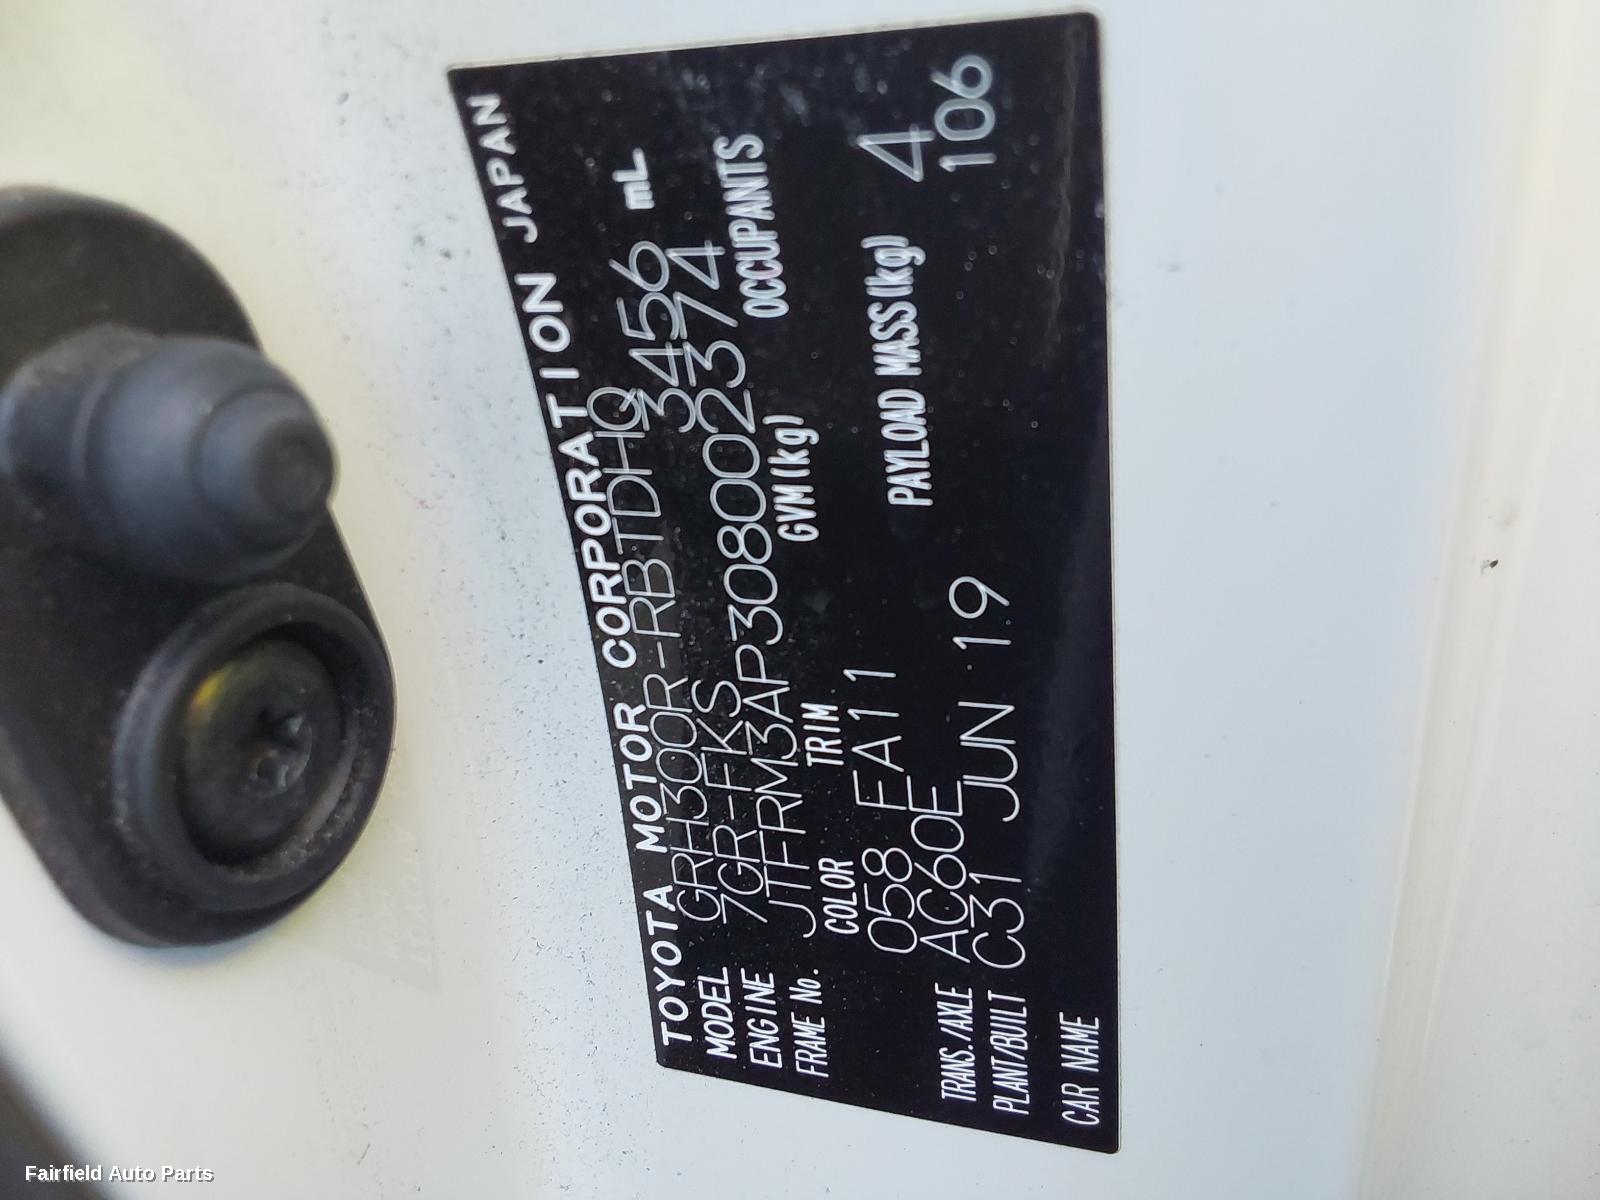 TOYOTA MOTOR CORPORATION JAPAN
MODEL GRH300R-RBTDHQ
ENGINE 7GR-FKS 3456 mL
FRAME No. JTFRM3AP308002374
COLOR TRIM GVM(kg) OCCUPANTS
058 EA11 4
TRANS./AXLE AC60E PAYLOAD MASS(kg) 106
PLANT/BUILT C31 JUN 19
CAR NAME
Fairfield Auto Parts